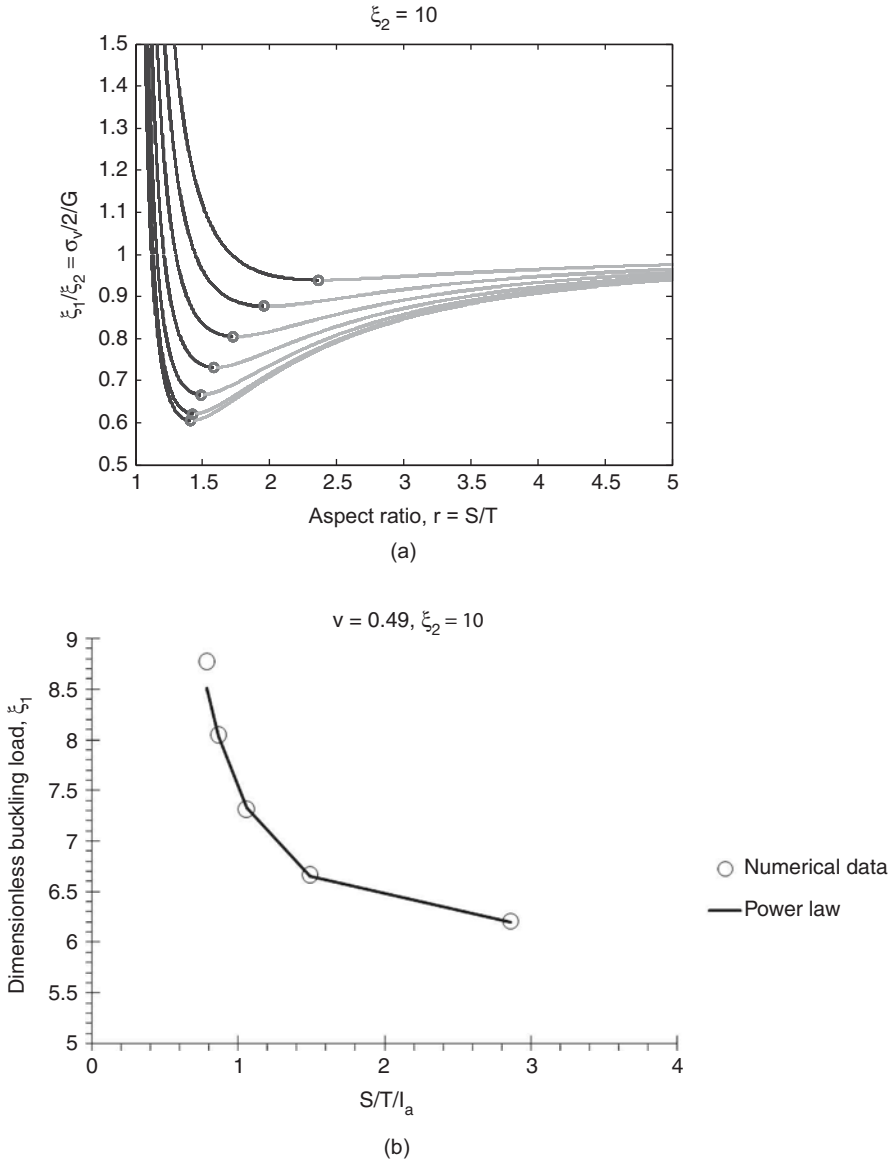 ξ₂ = 10
1.5
1.4
1.3
1.2
1.1
1
0.9
0.8
0.7
0.6
0.5
ξ₁/ξ₂ = σᵥ/2/G
1 1.5 2 2.5 3 3.5 4 4.5 5
Aspect ratio, r = S/T
(a)
v = 0.49, ξ₂ = 10
9
8.5
8
7.5
7
6.5
6
5.5
5
Dimensionless buckling load, ξ₁
0 1 2 3 4
S/T/Iₐ
Numerical data
Power law
(b)